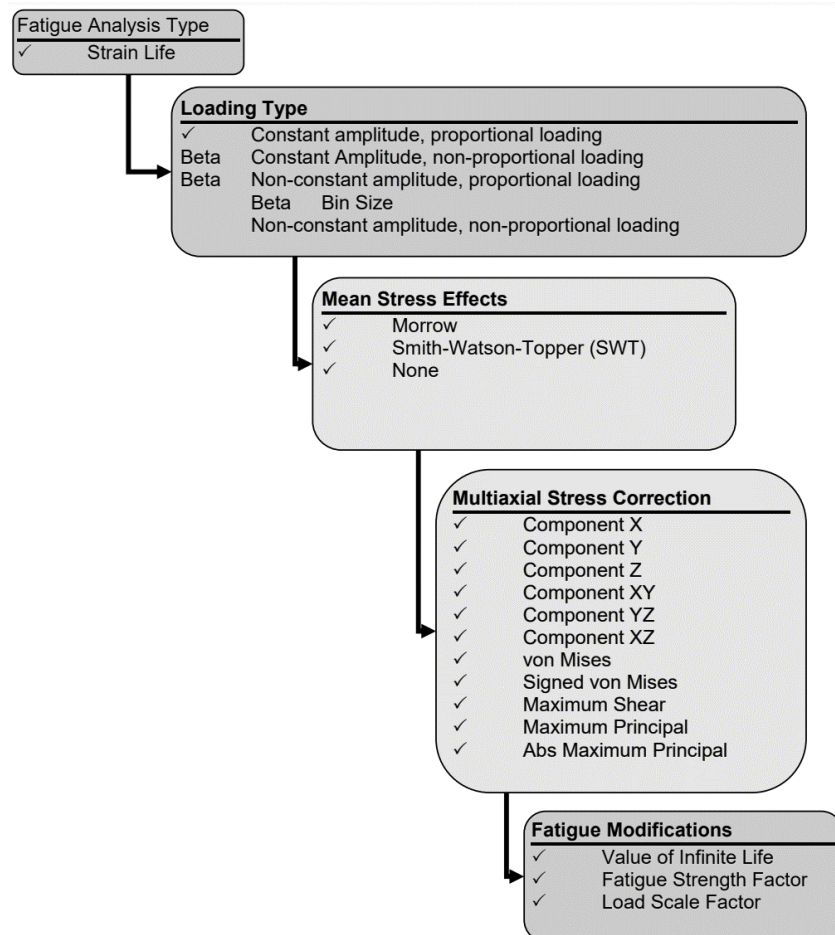 Fatigue Analysis Type
✓ Strain Life
Loading Type
✓ Constant amplitude, proportional loading
Beta Constant Amplitude, non-proportional loading
Beta Non-constant amplitude, proportional loading
Beta Bin Size
Non-constant amplitude, non-proportional loading
Mean Stress Effects
✓ Morrow
✓ Smith-Watson-Topper (SWT)
✓ None
Multiaxial Stress Correction
✓ Component X
✓ Component Y
✓ Component Z
✓ Component XY
✓ Component YZ
✓ Component XZ
✓ von Mises
✓ Signed von Mises
✓ Maximum Shear
✓ Maximum Principal
✓ Abs Maximum Principal
Fatigue Modifications
✓ Value of Infinite Life
✓ Fatigue Strength Factor
✓ Load Scale Factor